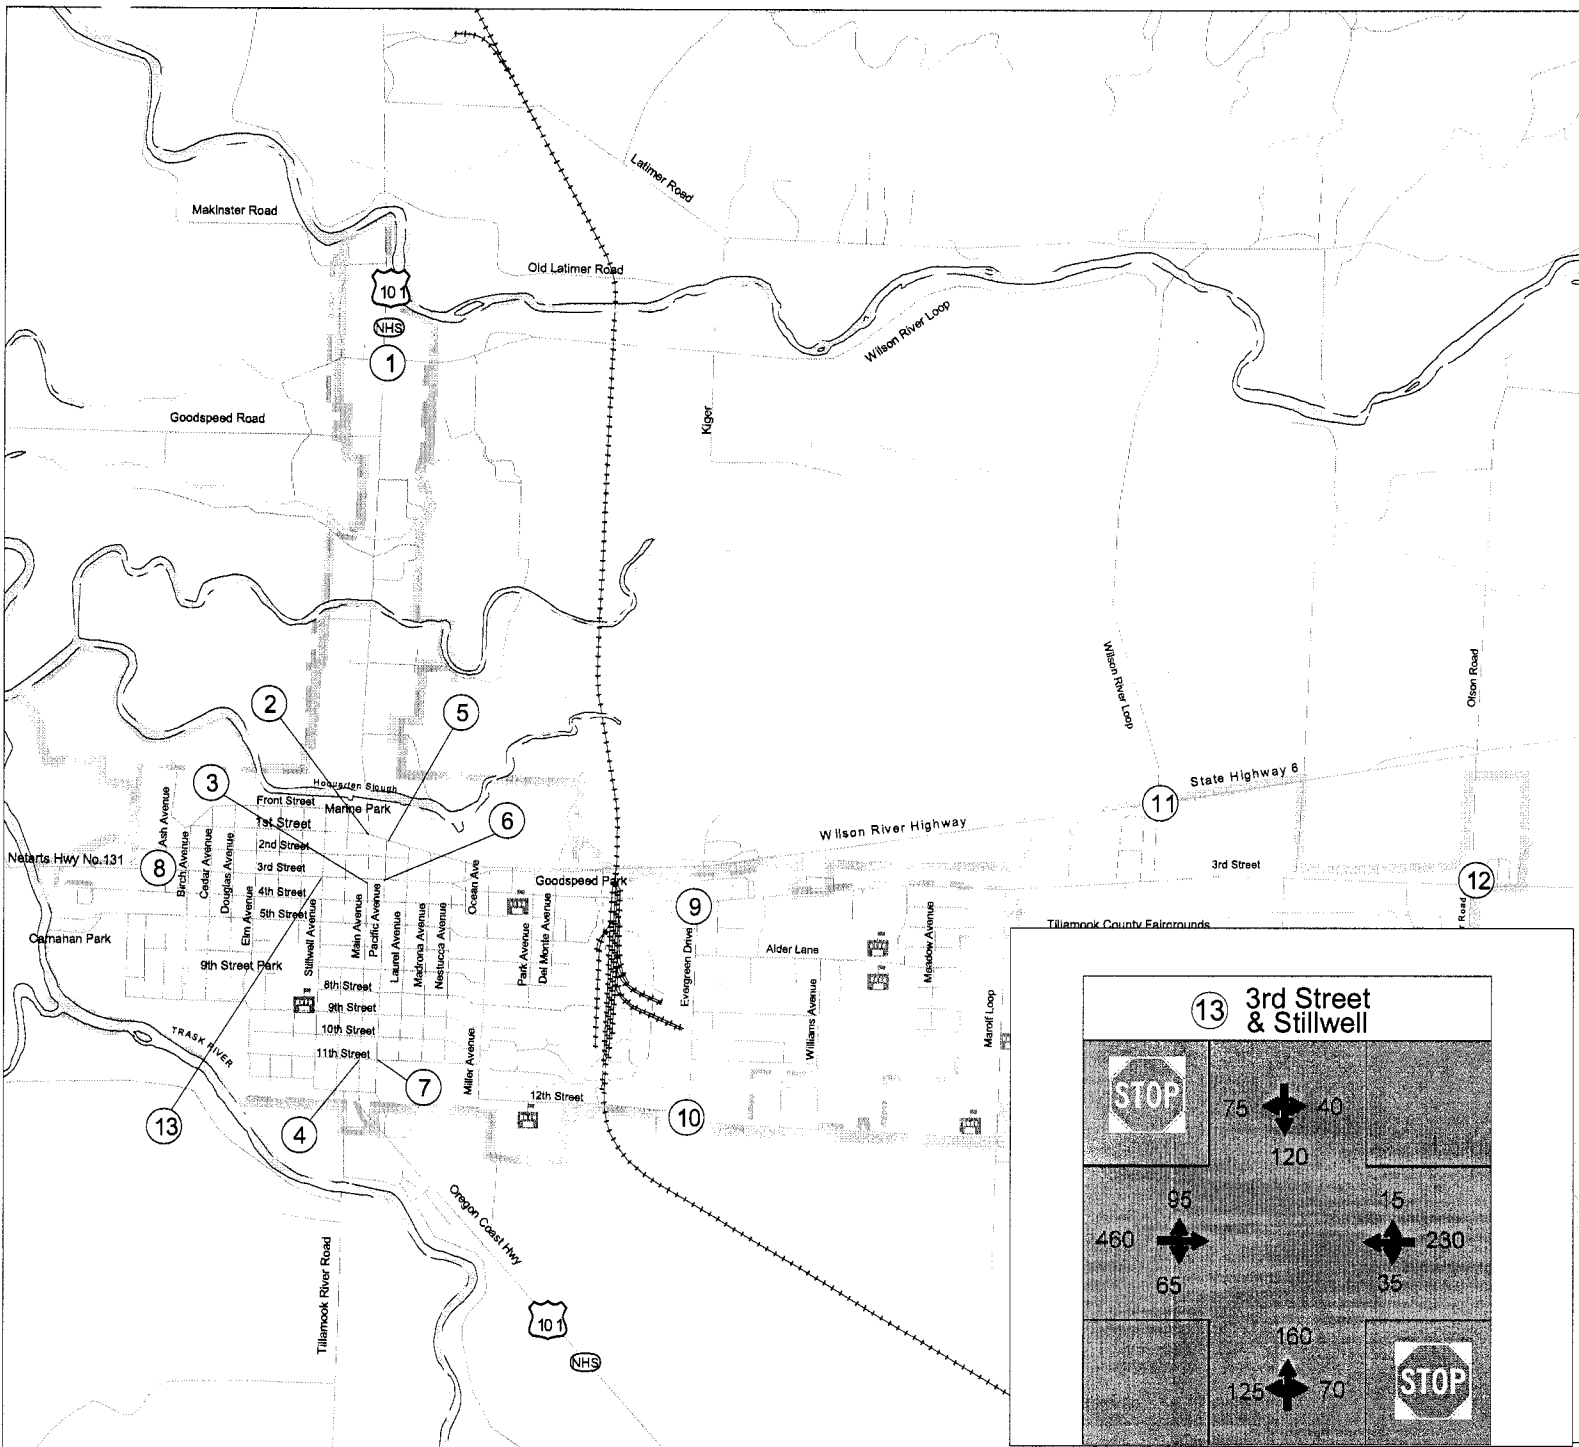 Latimer Road
Makinster Road
Old Latimer Road
101
NHS
1
Wilson River Loop
Goodspeed Road
Kiger
Wilson River Loop
Olson Road
2
5
3
Hoquarten Slough
Front Street
Marine Park
State Highway 6
11
Ash Avenue
1st Street
6
Wilson River Highway
2nd Street
Netarts Hwy No.131
8
Birch Avenue
Cedar Avenue
Douglas Avenue
3rd Street
3rd Street
12
Ocean Ave
Goodspeed Park
4th Street
Elm Avenue
5th Street
Stillwell Avenue
Main Avenue
Pacific Avenue
Laurel Avenue
Madrona Avenue
Nestucca Avenue
Park Avenue
Del Monte Avenue
9
Evergreen Drive
Meadow Avenue
Tillamook County Fairgrounds
Road
Carnahan Park
Alder Lane
9th Street Park
8th Street
9th Street
10th Street
11th Street
Williams Avenue
Marolf Loop
TRASK RIVER
Miller Avenue
7
12th Street
13
4
10
Oregon Coast Hwy
Tillamook River Road
101
NHS
13 3rd Street
& Stillwell
STOP
75 40
120
95 15
460 230
65 35
160
125 70
STOP